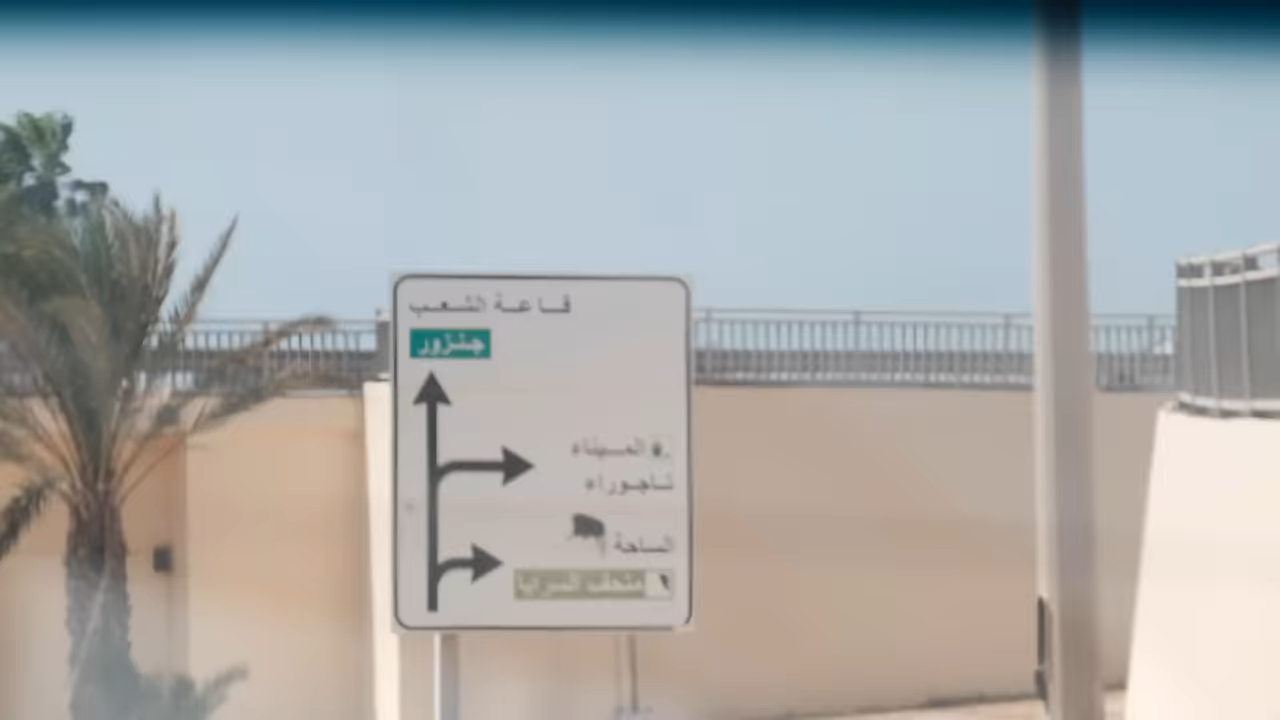 قاعة الشعب
جنزور
الميناء
تاجوراء
الساحة